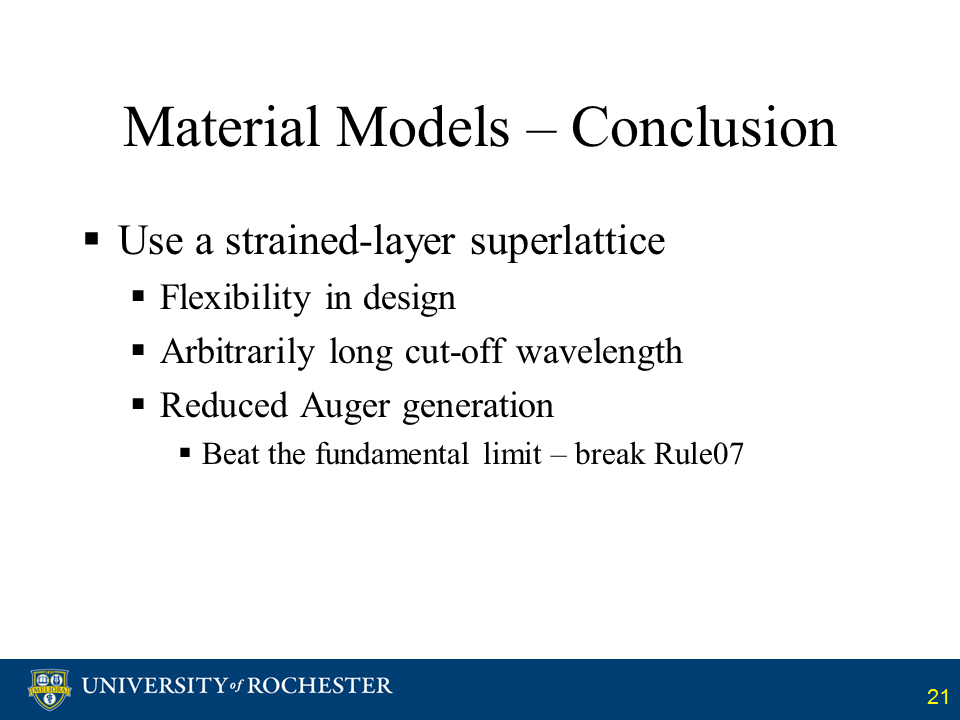 Material Models – Conclusion
▪ Use a strained-layer superlattice
▪ Flexibility in design
▪ Arbitrarily long cut-off wavelength
▪ Reduced Auger generation
▪ Beat the fundamental limit – break Rule07
MELIORA
UNIVERSITY of ROCHESTER
21